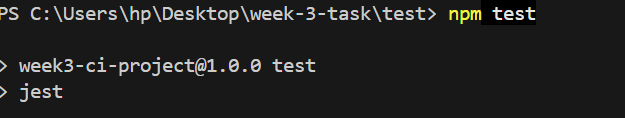 PS C:\Users\hp\Desktop\week-3-task\test> npm test
> week3-ci-project@1.0.0 test
> jest